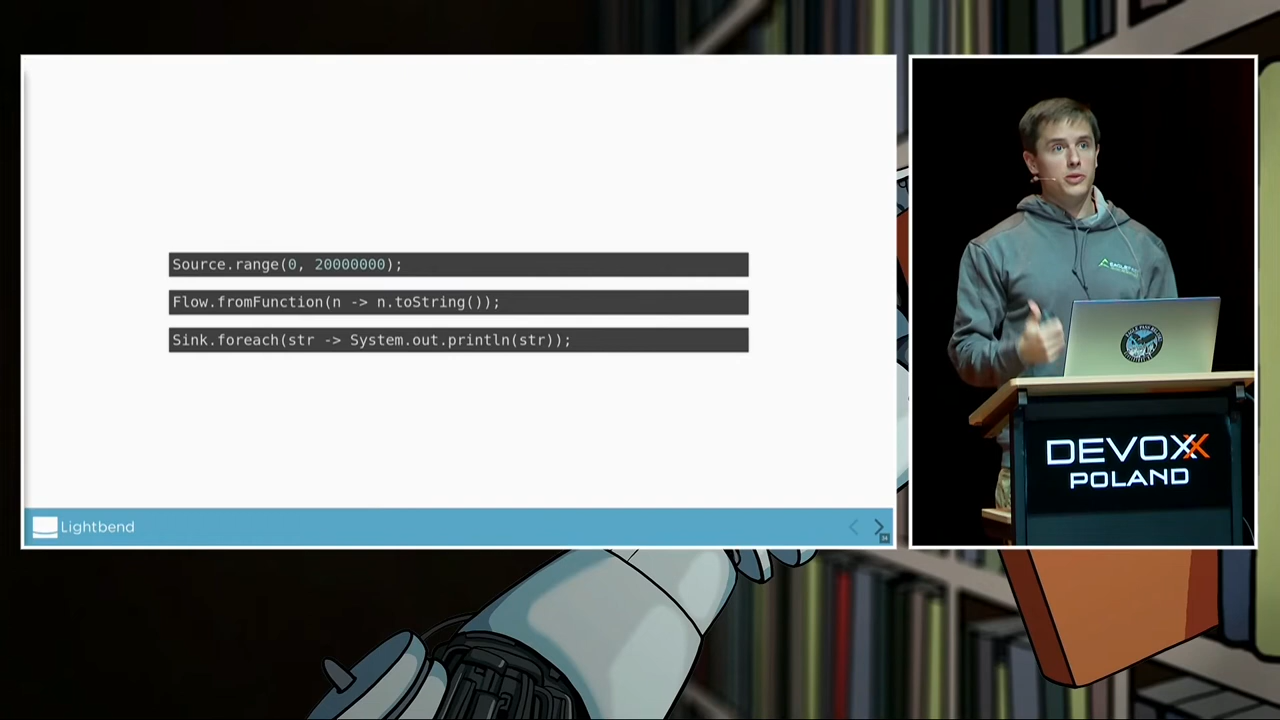 Source.range(0, 20000000);
Flow.fromFunction(n -> n.toString());
Sink.foreach(str -> System.out.println(str));
Lightbend
DEVOXX
POLAND